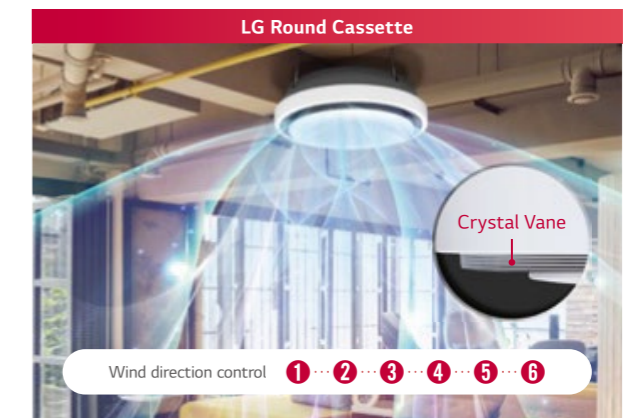 LG Round Cassette
Crystal Vane
Wind direction control 1 ··· 2 ··· 3 ··· 4 ··· 5 ··· 6